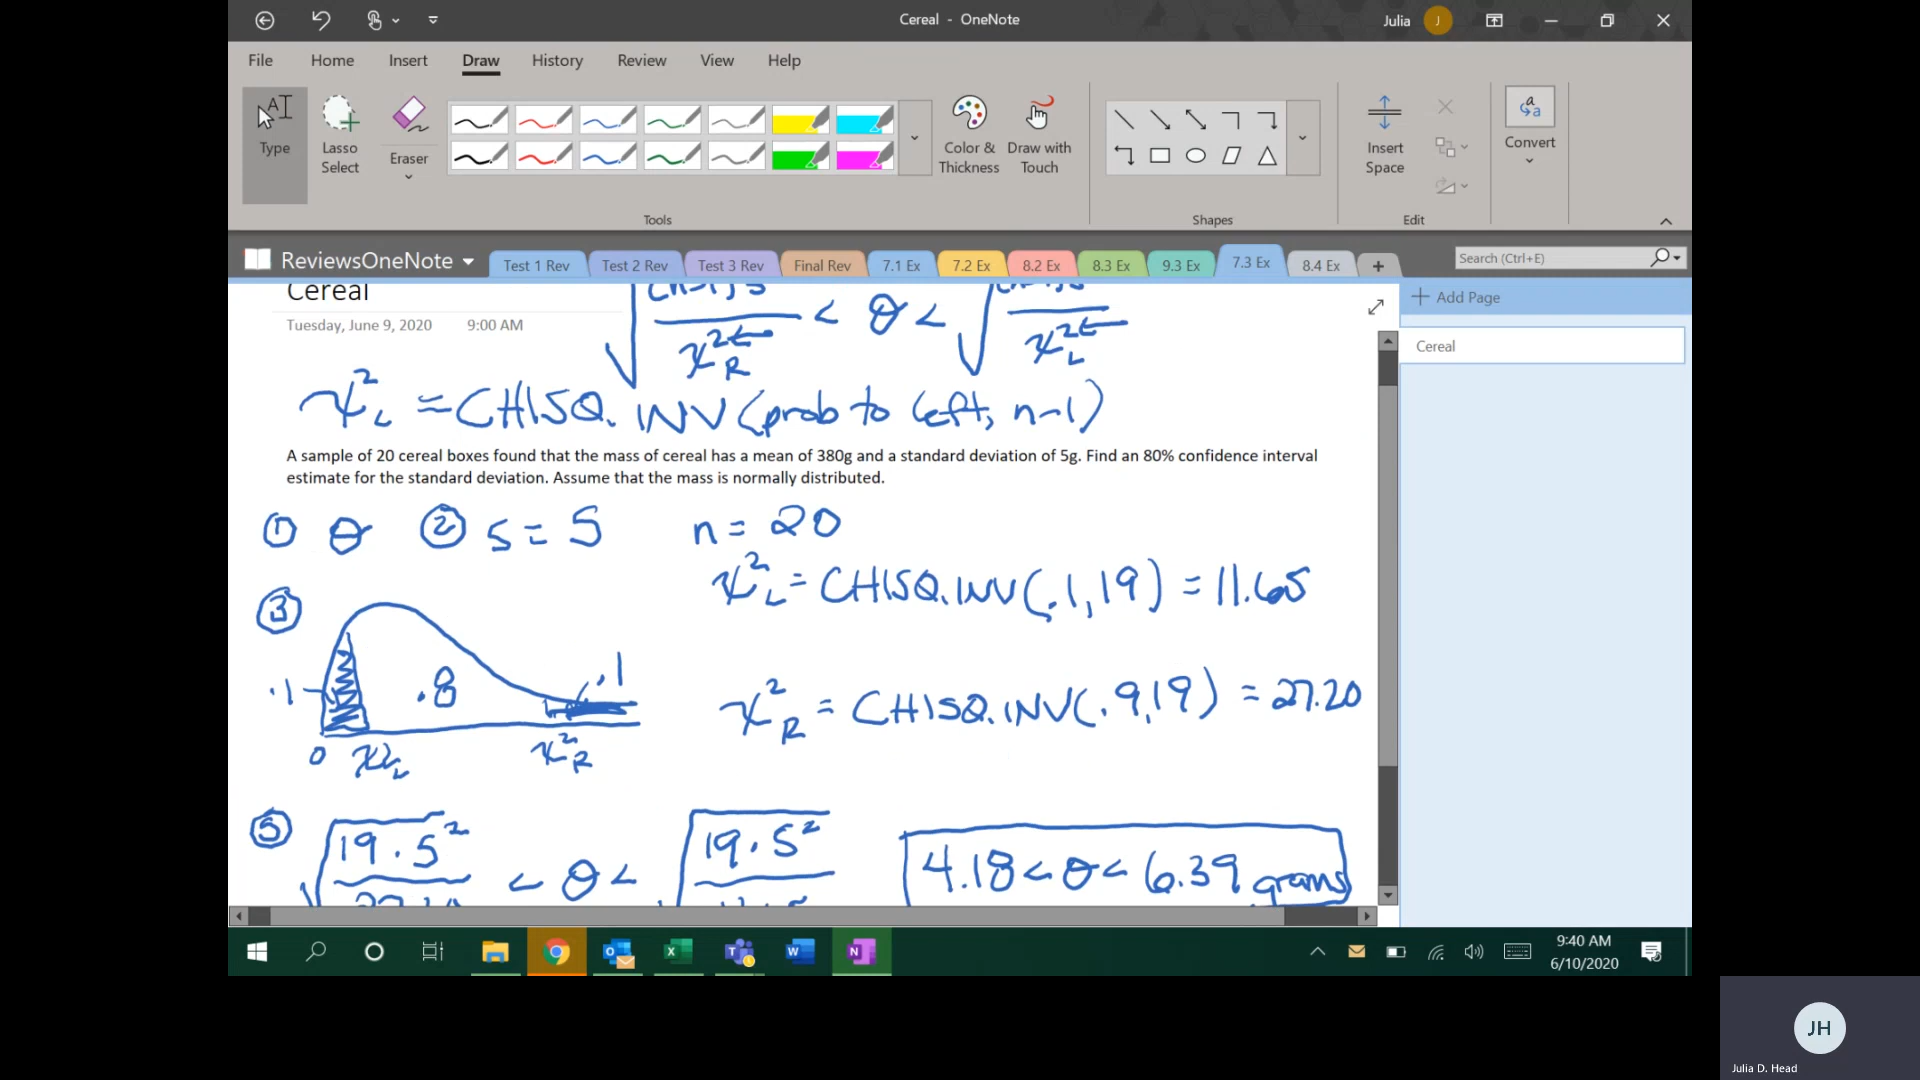 Cereal - OneNote
Julia
J
File Home Insert Draw History Review View Help
Type
Lasso Select
Eraser
Color & Thickness
Draw with Touch
Insert Space
Convert
Tools
Shapes
Edit
ReviewsOneNote
Test 1 Rev
Test 2 Rev
Test 3 Rev
Final Rev
7.1 Ex
7.2 Ex
8.2 Ex
8.3 Ex
9.3 Ex
7.3 Ex
8.4 Ex
Search (Ctrl+E)
Add Page
Cereal
Cereal
Tuesday, June 9, 2020 9:00 AM
< σ <
χ²R χ²L
χ²L = CHISQ.INV(prob to left, n-1)
A sample of 20 cereal boxes found that the mass of cereal has a mean of 380g and a standard deviation of 5g. Find an 80% confidence interval
estimate for the standard deviation. Assume that the mass is normally distributed.
① σ ② s = 5 n = 20
χ²L = CHISQ.INV(.1,19) = 11.65
③
.1 .8 .1
χ²R = CHISQ.INV(.9,19) = 27.20
0 χ²L χ²R
⑤ √19·5² < σ < √19·5² 4.18 < σ < 6.39 grams
9:40 AM
6/10/2020
JH
Julia D. Head